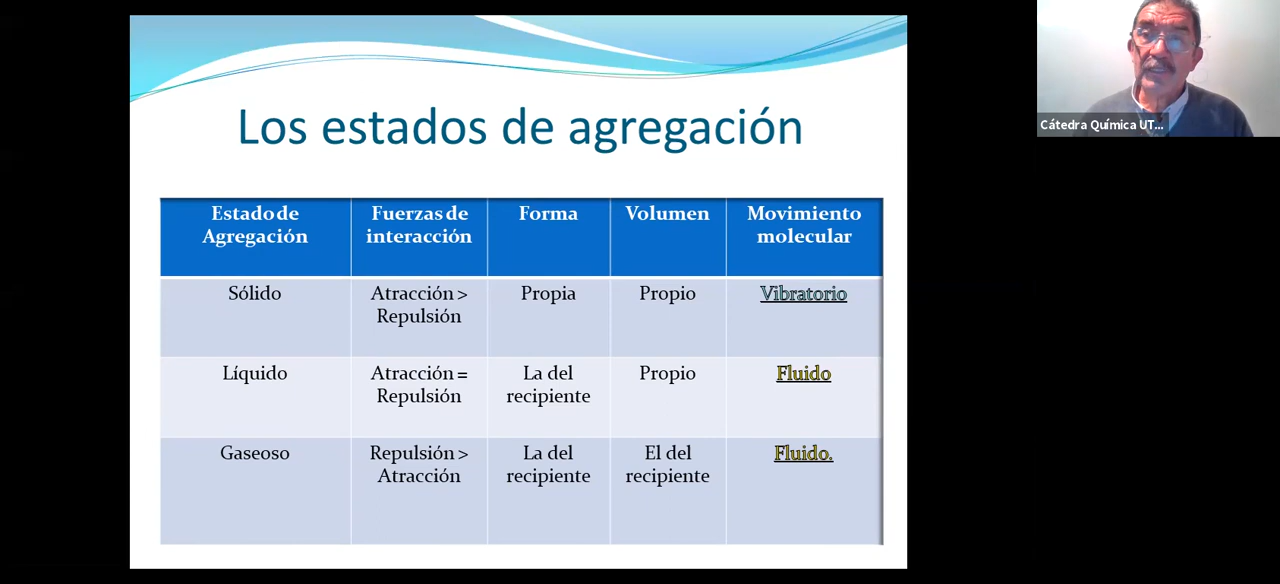 Los estados de agregación
Estado de
Agregación
Fuerzas de
interacción
Forma
Volumen
Movimiento
molecular
Sólido
Atracción >
Repulsión
Propia
Propio
Vibratorio
Líquido
Atracción =
Repulsión
La del
recipiente
Propio
Fluido
Gaseoso
Repulsión >
Atracción
La del
recipiente
El del
recipiente
Fluido.
Cátedra Química UT...